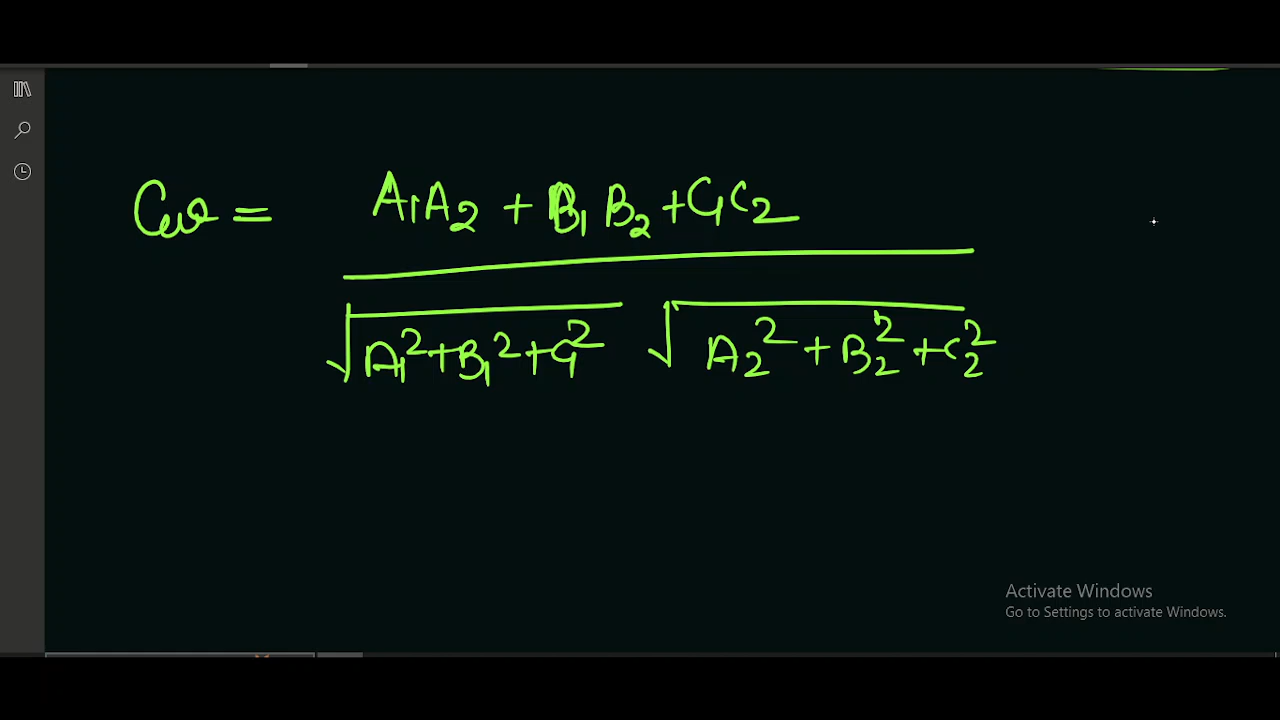 Cosθ = A₁A₂ + B₁B₂ + C₁C₂
√A₁² + B₁² + C₁² √A₂² + B₂² + C₂²
Activate Windows
Go to Settings to activate Windows.